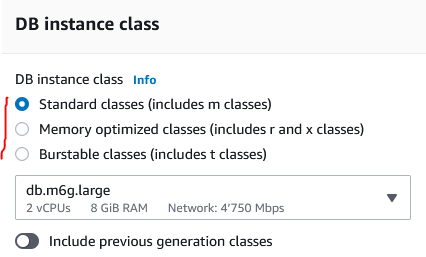 DB instance class
DB instance class Info
Standard classes (includes m classes)
Memory optimized classes (includes r and x classes)
Burstable classes (includes t classes)
db.m6g.large
2 vCPUs 8 GiB RAM Network: 4'750 Mbps
Include previous generation classes